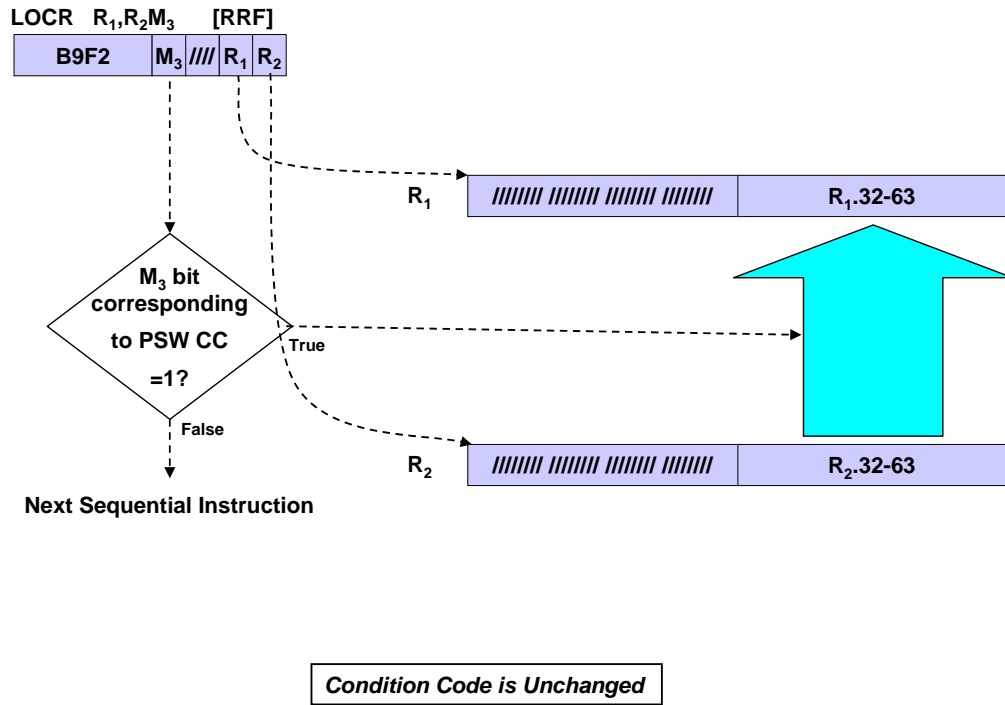 LOCR R₁,R₂M₃ [RRF]
B9F2 M₃ //// R₁ R₂
R₁ //////// //////// //////// //////// R₁.32-63
M₃ bit
corresponding
to PSW CC
=1?
True
False
R₂ //////// //////// //////// //////// R₂.32-63
Next Sequential Instruction
Condition Code is Unchanged